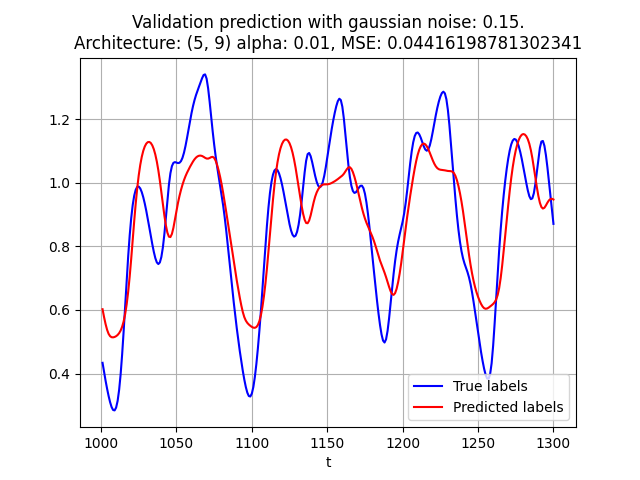 Validation prediction with gaussian noise: 0.15.
Architecture: (5, 9) alpha: 0.01, MSE: 0.04416198781302341
1.2
1.0
0.8
0.6
0.4
True labels
Predicted labels
1000 1050 1100 1150 1200 1250 1300
t